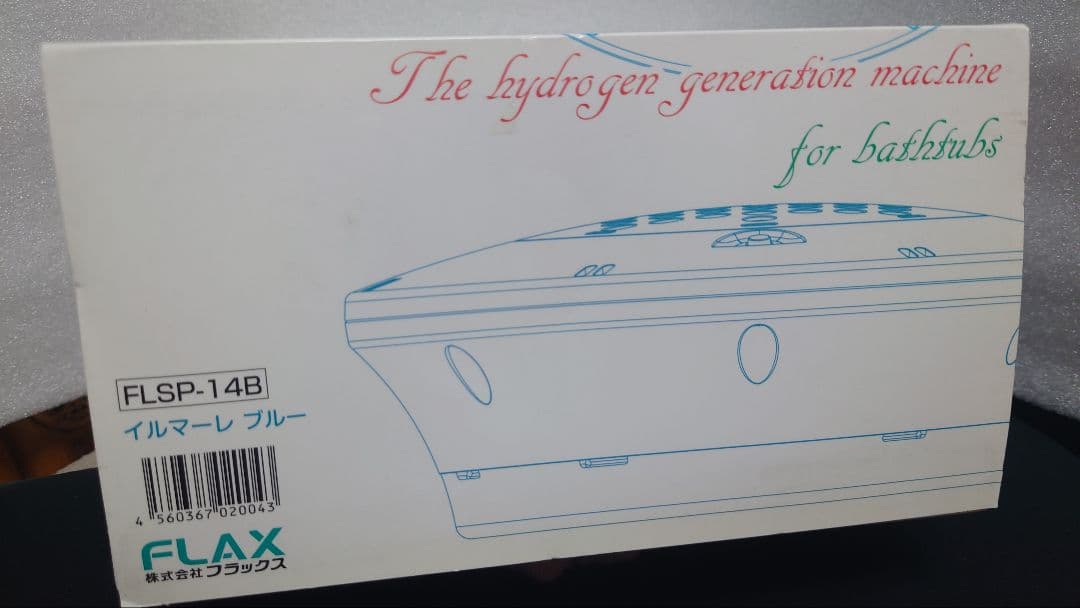 The hydrogen generation machine
for bathtubs
FLSP-14B
イルマーレ ブルー
4 560367 020043
FLAX
株式会社フラックス